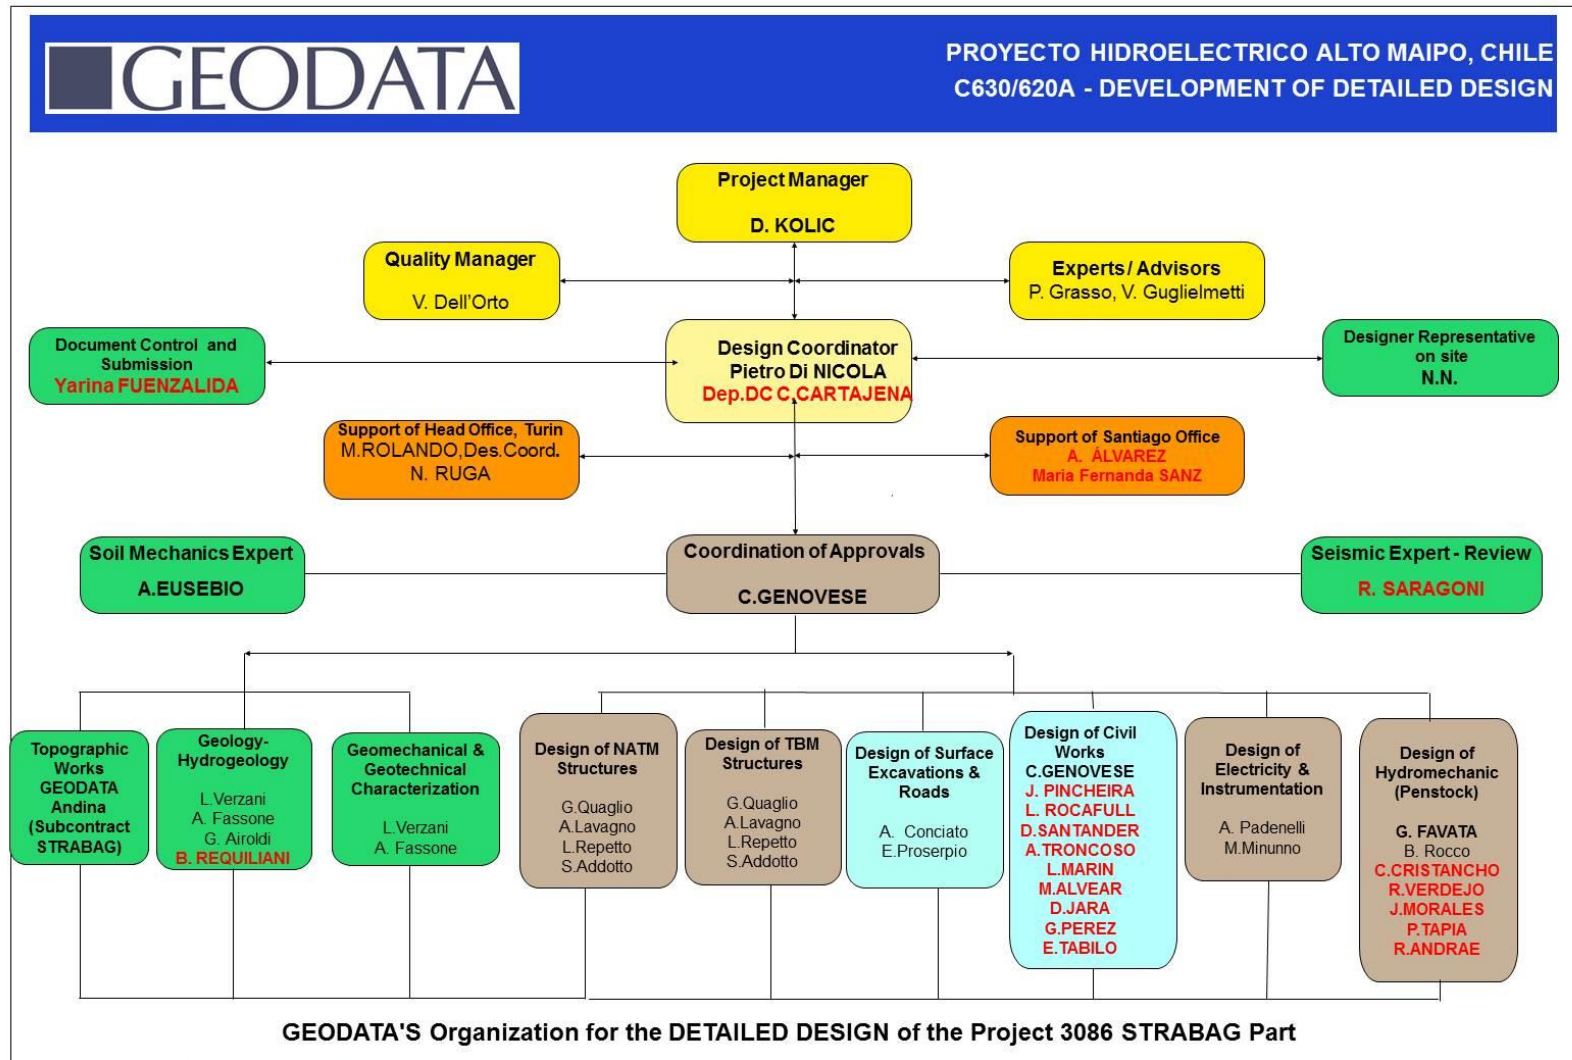 GEODATA
PROYECTO HIDROELECTRICO ALTO MAIPO, CHILE
C630/620A - DEVELOPMENT OF DETAILED DESIGN
Project Manager
D. KOLIC
Quality Manager
V. Dell'Orto
Experts/ Advisors
P. Grasso, V. Guglielmetti
Document Control and
Submission
Yarina FUENZALIDA
Design Coordinator
Pietro Di NICOLA
Dep.DC C.CARTAJENA
Designer Representative
on site
N.N.
Support of Head Office, Turin
M.ROLANDO,Des.Coord.
N. RUGA
Support of Santiago Office
A. ÁLVAREZ
Maria Fernanda SANZ
Soil Mechanics Expert
A.EUSEBIO
Coordination of Approvals
C.GENOVESE
Seismic Expert - Review
R. SARAGONI
Topographic
Works
GEODATA
Andina
(Subcontract
STRABAG)
Geology-
Hydrogeology
L.Verzani
A. Fassone
G. Airoldi
B. REQUILIANI
Geomechanical &
Geotechnical
Characterization
L.Verzani
A. Fassone
Design of NATM
Structures
G.Quaglio
A.Lavagno
L.Repetto
S.Addotto
Design of TBM
Structures
G.Quaglio
A.Lavagno
L.Repetto
S.Addotto
Design of Surface
Excavations &
Roads
A. Conciato
E.Proserpio
Design of Civil
Works
C.GENOVESE
J. PINCHEIRA
L. ROCAFULL
D.SANTANDER
A.TRONCOSO
L.MARIN
M.ALVEAR
D.JARA
G.PEREZ
E.TABILO
Design of
Electricity &
Instrumentation
A. Padenelli
M.Minunno
Design of
Hydromechanic
(Penstock)
G. FAVATA
B. Rocco
C.CRISTANCHO
R.VERDEJO
J.MORALES
P.TAPIA
R.ANDRAE
GEODATA'S Organization for the DETAILED DESIGN of the Project 3086 STRABAG Part